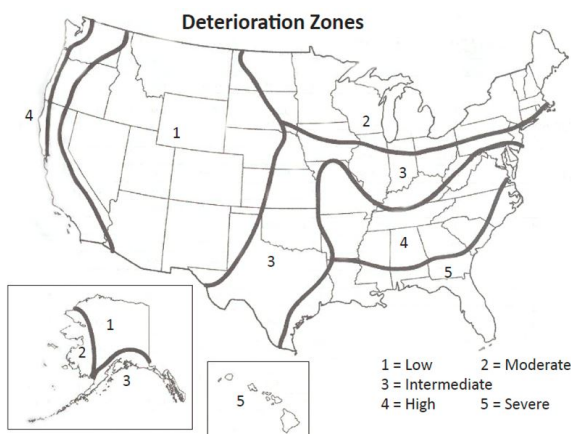 Deterioration Zones
4
1
2
3
3
4
5
1
2
3
5
1 = Low 2 = Moderate
3 = Intermediate
4 = High 5 = Severe